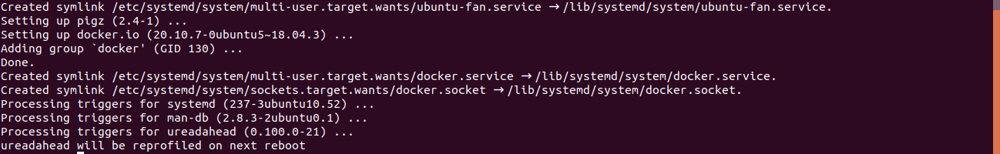 Created symlink /etc/systemd/system/multi-user.target.wants/ubuntu-fan.service → /lib/systemd/system/ubuntu-fan.service.
Setting up pigz (2.4-1) ...
Setting up docker.io (20.10.7-0ubuntu5~18.04.3) ...
Adding group `docker' (GID 130) ...
Done.
Created symlink /etc/systemd/system/multi-user.target.wants/docker.service → /lib/systemd/system/docker.service.
Created symlink /etc/systemd/system/sockets.target.wants/docker.socket → /lib/systemd/system/docker.socket.
Processing triggers for systemd (237-3ubuntu10.52) ...
Processing triggers for man-db (2.8.3-2ubuntu0.1) ...
Processing triggers for ureadahead (0.100.0-21) ...
ureadahead will be reprofiled on next reboot